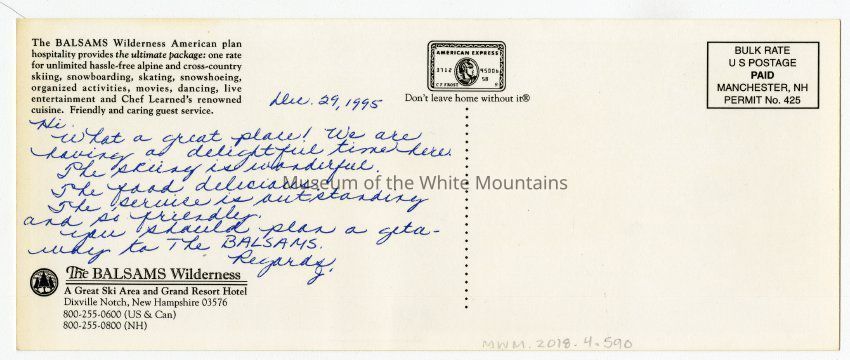 The BALSAMS Wilderness American plan
hospitality provides the ultimate package: one rate
for unlimited hassle-free alpine and cross-country
skiing, snowboarding, skating, snowshoeing,
organized activities, movies, dancing, live
entertainment and Chef Learned's renowned
cuisine. Friendly and caring guest service.
AMERICAN EXPRESS
3712
95006
58
C F FROST
Don't leave home without it®
BULK RATE
U S POSTAGE
PAID
MANCHESTER, NH
PERMIT No. 425
Dec. 29, 1995
Hi.
What a great place! We are
having a delightful time here.
The skiing is wonderful.
The food delicious.
The service is outstanding
and so friendly.
You should plan a geta-
way to The BALSAMS.
Regards,
Museum of the White Mountains
The BALSAMS Wilderness
A Great Ski Area and Grand Resort Hotel
Dixville Notch, New Hampshire 03576
800-255-0600 (US & Can)
800-255-0800 (NH)
MWM.2018.4.590